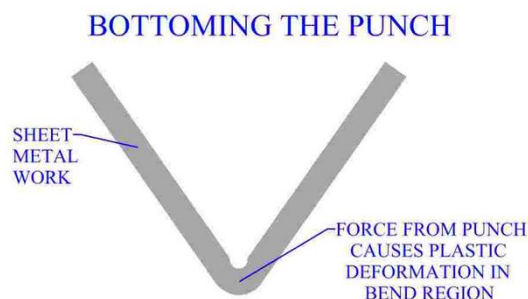 BOTTOMING THE PUNCH
SHEET
METAL
WORK
FORCE FROM PUNCH
CAUSES PLASTIC
DEFORMATION IN
BEND REGION